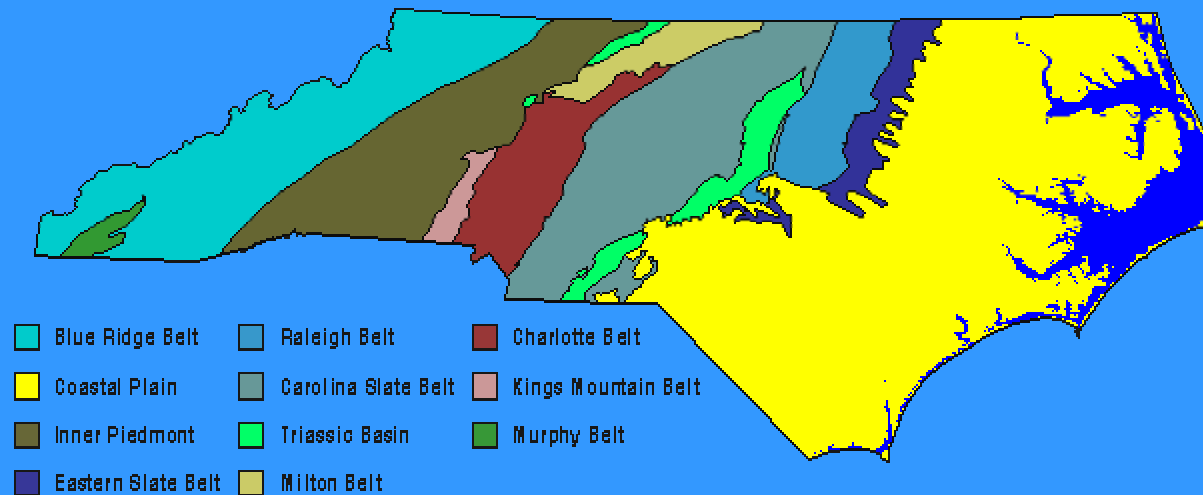 Blue Ridge Belt
Raleigh Belt
Charlotte Belt
Coastal Plain
Carolina Slate Belt
Kings Mountain Belt
Inner Piedmont
Triassic Basin
Murphy Belt
Eastern Slate Belt
Milton Belt